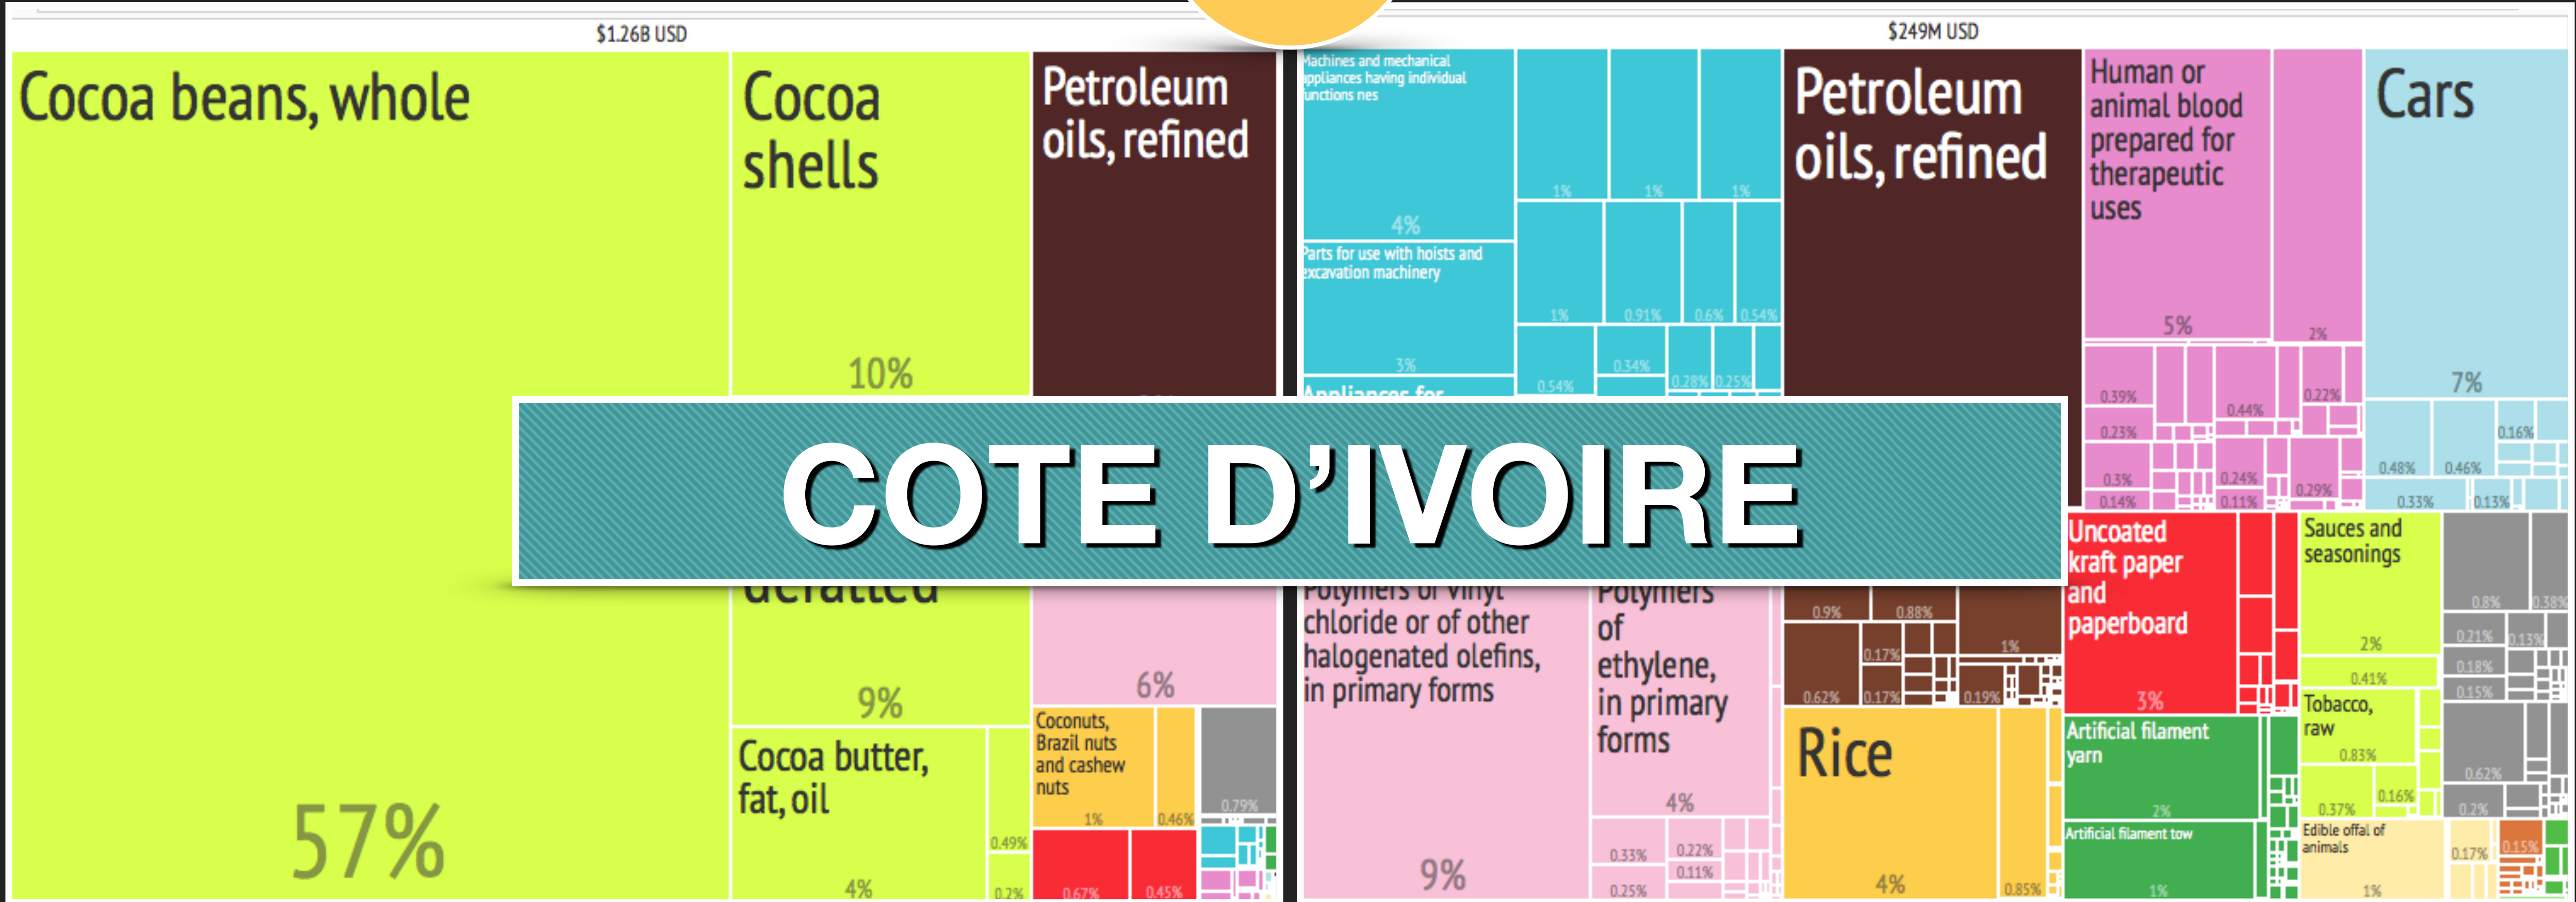 $1.26B USD
Cocoa beans, whole
57%
Cocoa
shells
10%
Petroleum
oils, refined
defatted
9%
6%
Cocoa butter,
fat, oil
4%
0.49%
0.2%
Coconuts,
Brazil nuts
and cashew
nuts
1%
0.46%
0.79%
0.67%
0.45%
COTE D’IVOIRE
$249M USD
Machines and mechanical
appliances having individual
functions nes
4%
1%
1%
1%
Parts for use with hoists and
excavation machinery
3%
1%
0.91%
0.6%
0.54%
0.54%
0.34%
0.28%
0.25%
Appliances for
Petroleum
oils, refined
Human or
animal blood
prepared for
therapeutic
uses
5%
2%
0.39%
0.23%
0.3%
0.14%
0.44%
0.22%
0.24%
0.11%
0.29%
Cars
7%
0.48%
0.46%
0.16%
0.33%
0.13%
Polymers of vinyl
chloride or of other
halogenated olefins,
in primary forms
9%
Polymers
of
ethylene,
in primary
forms
4%
0.33%
0.22%
0.11%
0.25%
0.9%
0.88%
1%
0.62%
0.17%
0.17%
0.19%
Rice
4%
0.85%
Uncoated
kraft paper
and
paperboard
3%
Artificial filament
yarn
2%
Artificial filament tow
1%
Sauces and
seasonings
2%
0.41%
Tobacco,
raw
0.83%
0.37%
0.16%
0.8%
0.38%
0.21%
0.13%
0.18%
0.15%
0.62%
0.2%
Edible offal of
animals
1%
0.17%
0.15%